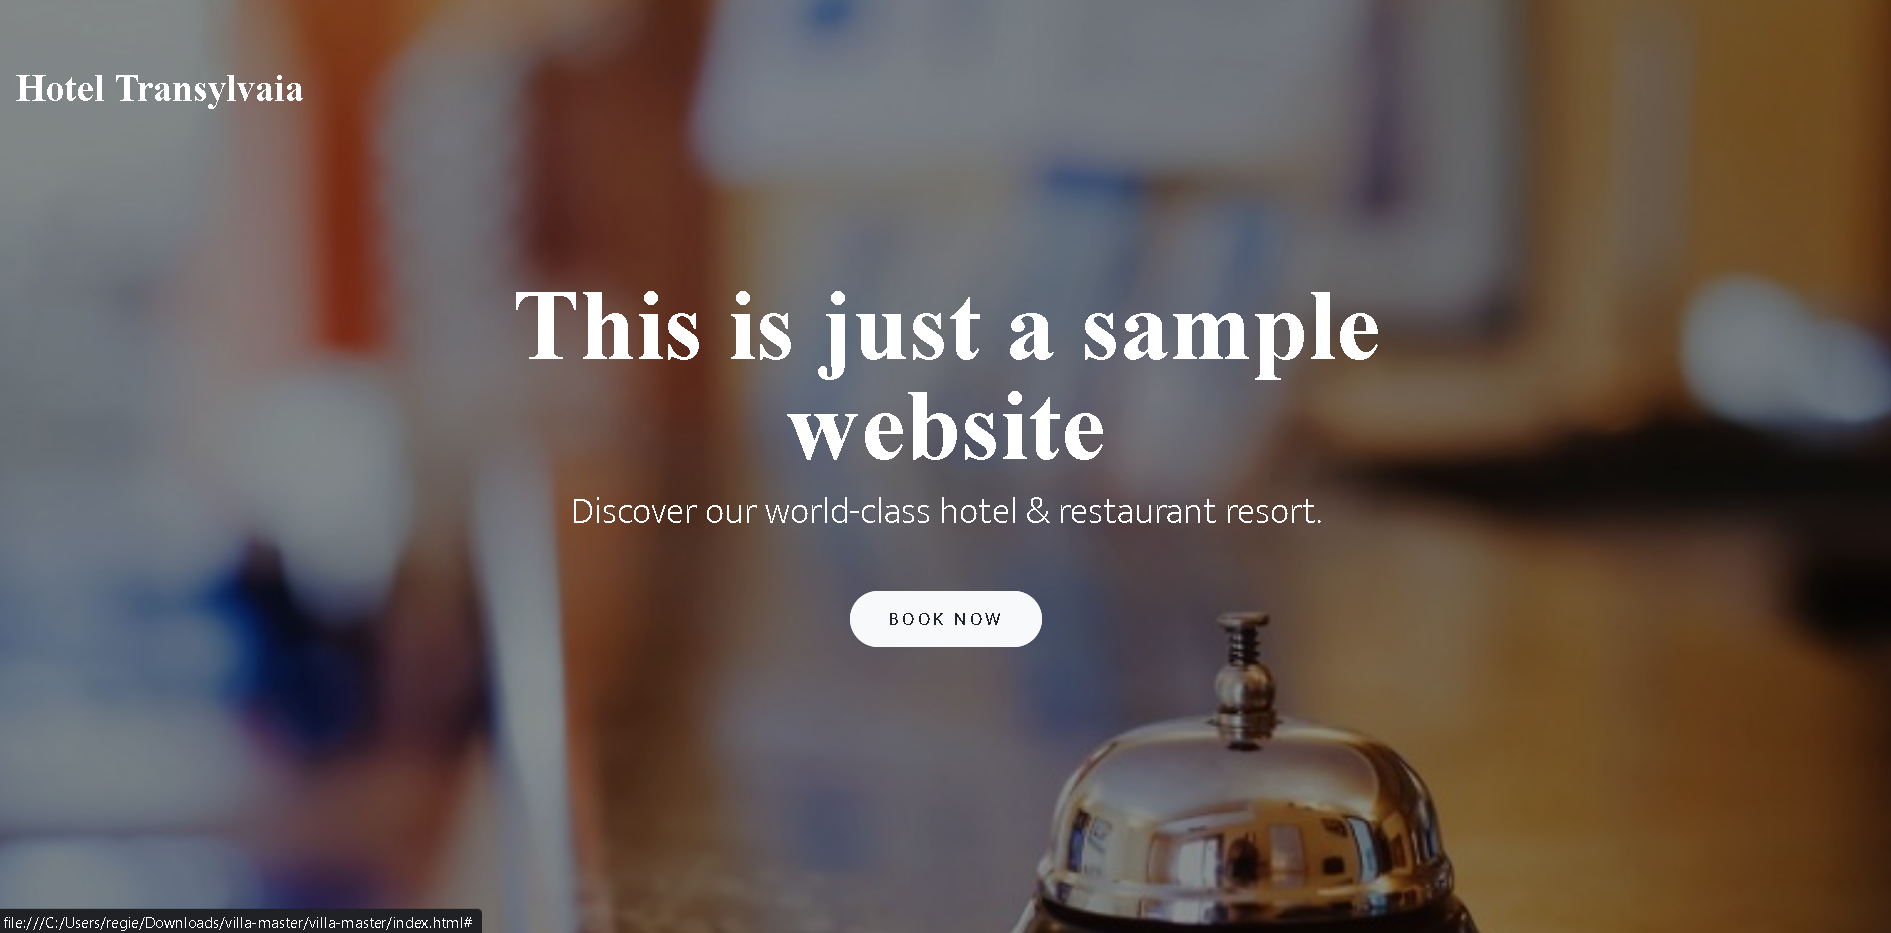 Hotel Transylvaia
This is just a sample
website
Discover our world-class hotel & restaurant resort.
BOOK NOW
file:///C:/Users/regie/Downloads/villa-master/villa-master/index.html#